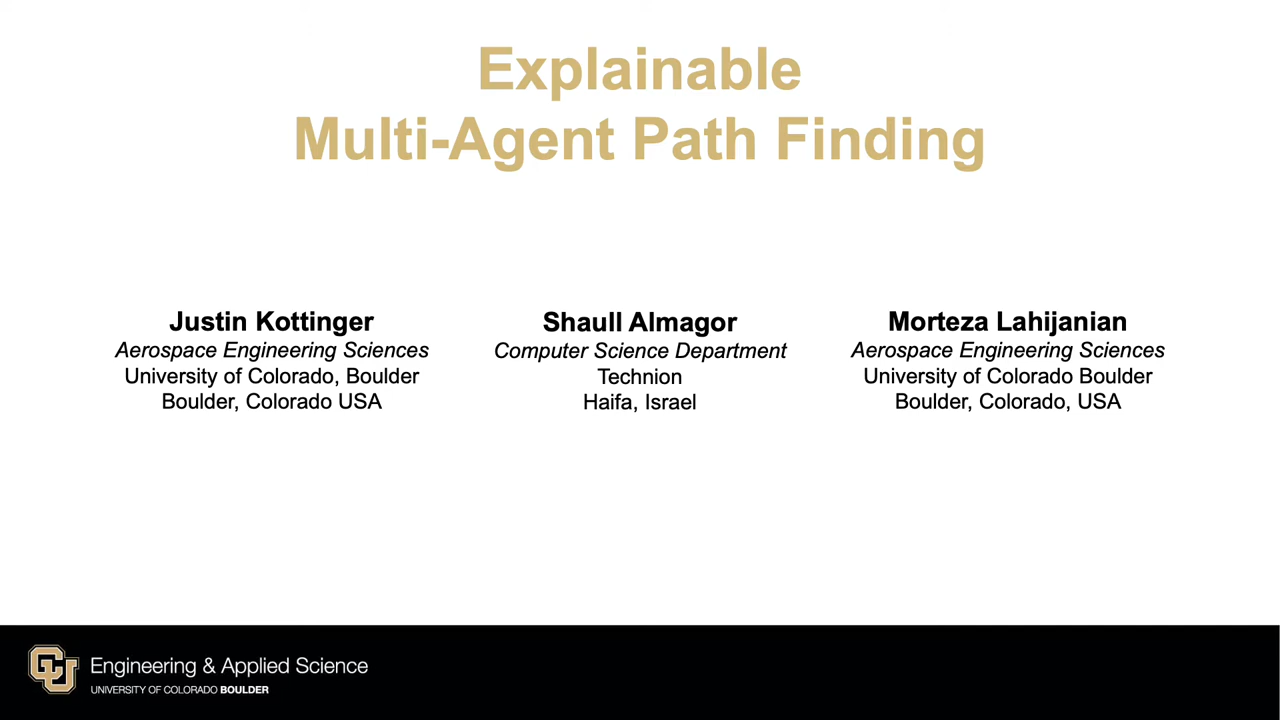 Explainable
Multi-Agent Path Finding
Justin Kottinger
Aerospace Engineering Sciences
University of Colorado, Boulder
Boulder, Colorado USA
Shaull Almagor
Computer Science Department
Technion
Haifa, Israel
Morteza Lahijanian
Aerospace Engineering Sciences
University of Colorado Boulder
Boulder, Colorado, USA
CU
Engineering & Applied Science
UNIVERSITY OF COLORADO BOULDER